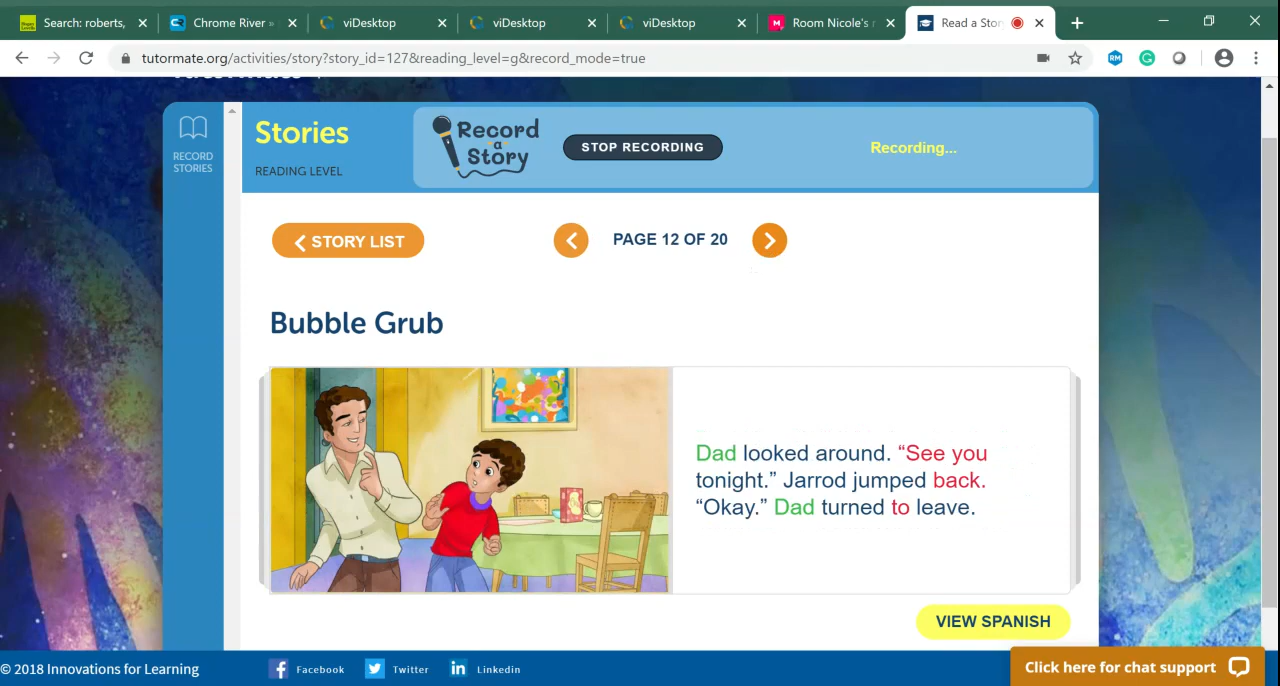 Search: roberts,
Chrome River »
viDesktop
viDesktop
viDesktop
Room Nicole's r
Read a Stor
tutormate.org/activities/story?story_id=127&reading_level=g&record_mode=true
RECORD
STORIES
Stories
READING LEVEL
Record
a
Story
STOP RECORDING
Recording...
STORY LIST
PAGE 12 OF 20
Bubble Grub
Dad looked around. “See you
tonight.” Jarrod jumped back.
“Okay.” Dad turned to leave.
VIEW SPANISH
© 2018 Innovations for Learning
Facebook
Twitter
Linkedin
Click here for chat support